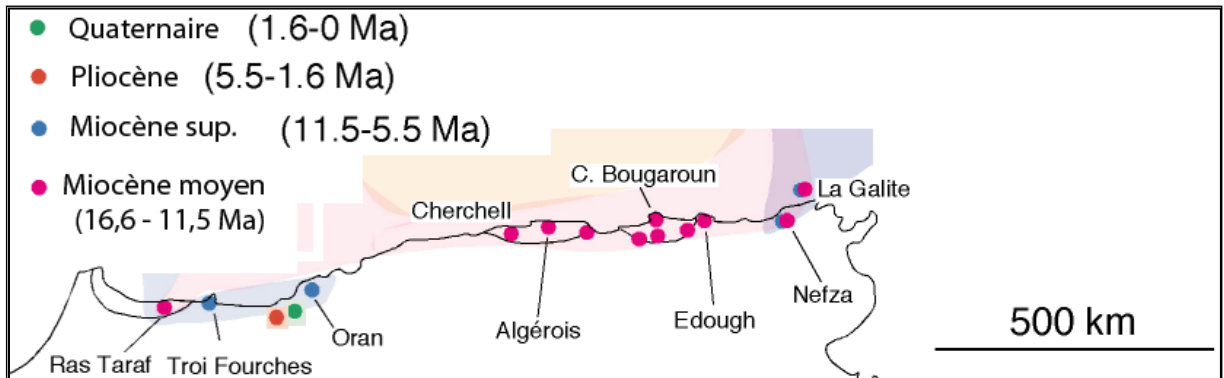 Quaternaire (1.6-0 Ma)
Pliocène (5.5-1.6 Ma)
Miocène sup. (11.5-5.5 Ma)
Miocène moyen
(16,6 - 11,5 Ma)
C. Bougaroun
La Galite
Cherchell
Nefza
Edough
Algérois
Oran
500 km
Ras Taraf
Troi Fourches